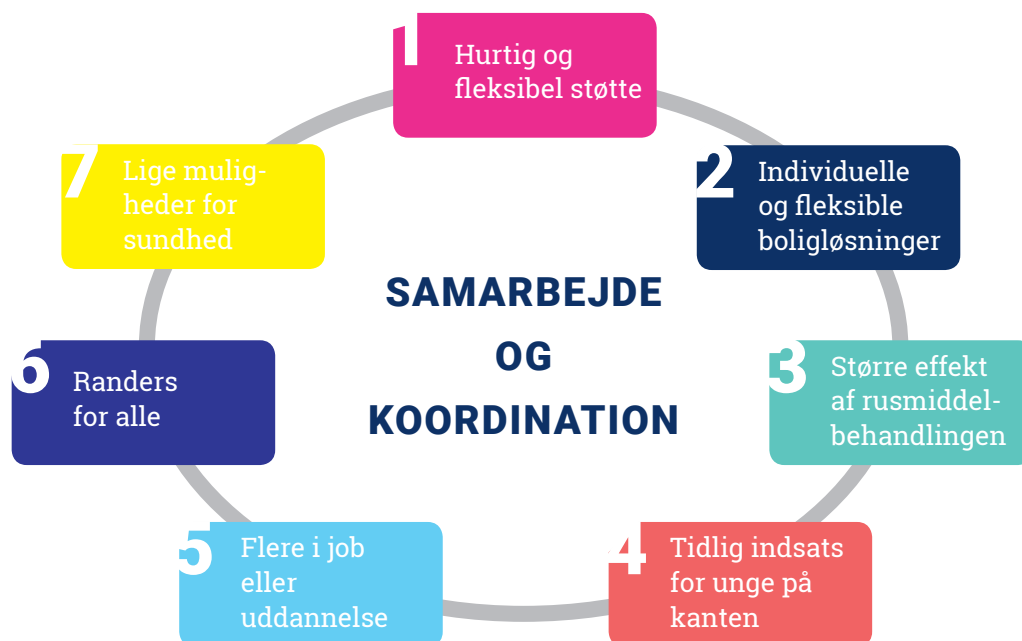 1
Hurtig og
fleksibel støtte
2
Individuelle
og fleksible
boligløsninger
3
Større effekt
af rusmiddel-
behandlingen
4
Tidlig indsats
for unge på
kanten
5
Flere i job
eller
uddannelse
6
Randers
for alle
7
Lige mulig-
heder for
sundhed
SAMARBEJDE
OG
KOORDINATION